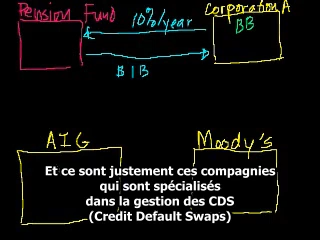 Pension Fund
10%/year
Corporation A
BB
$1B
AIG
Moody's
Et ce sont justement ces compagnies
qui sont spécialisés
dans la gestion des CDS
(Credit Default Swaps)